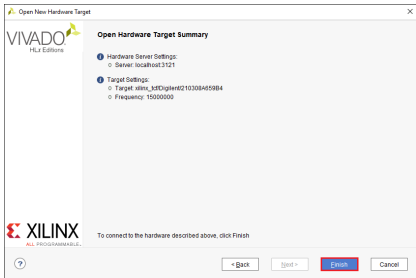 Open New Hardware Target
VIVADO
HLx Editions
Open Hardware Target Summary
Hardware Server Settings:
Server: localhost:3121
Target Settings:
Target: xilinx_tcf/Digilent/210308A659B4
Frequency: 15000000
XILINX
ALL PROGRAMMABLE.
To connect to the hardware described above, click Finish
?
< Back
Next >
Finish
Cancel